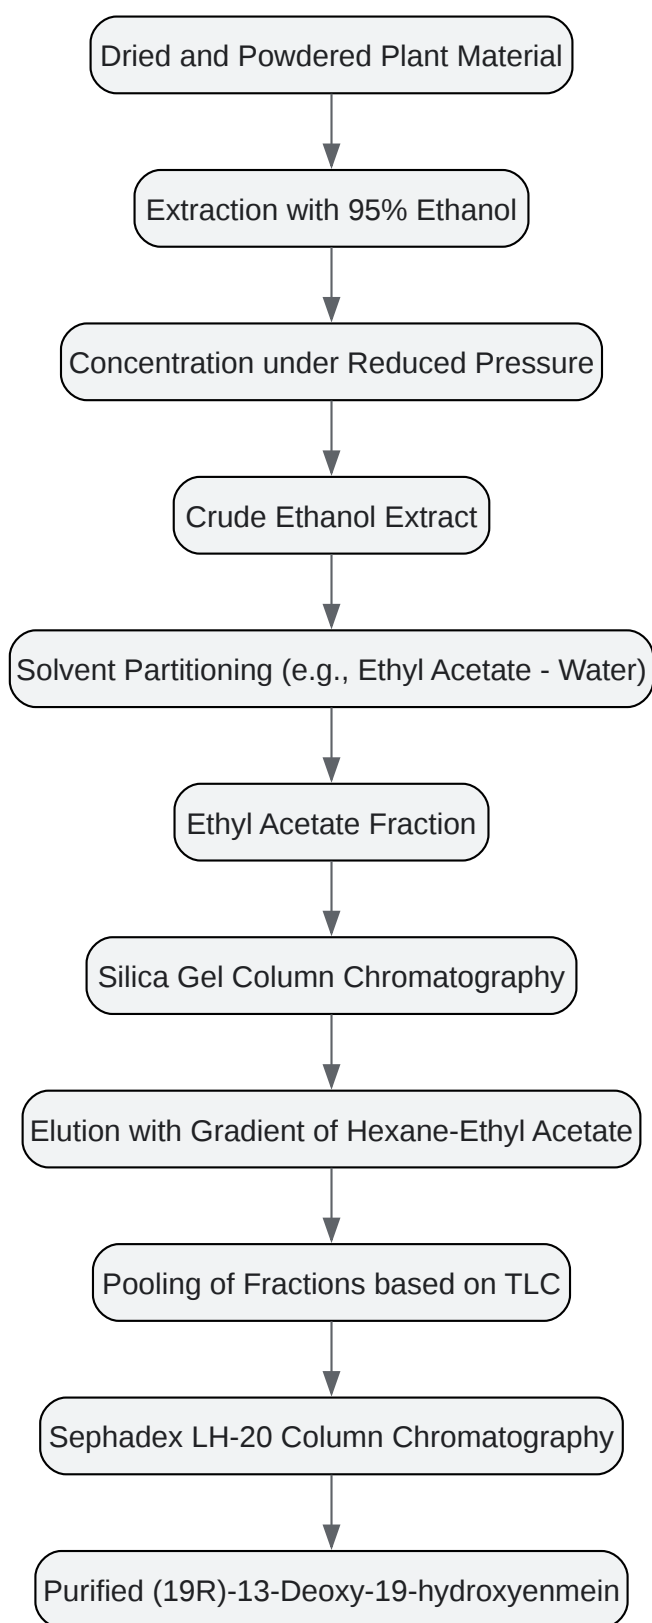 Dried and Powdered Plant Material
Extraction with 95% Ethanol
Concentration under Reduced Pressure
Crude Ethanol Extract
Solvent Partitioning (e.g., Ethyl Acetate - Water)
Ethyl Acetate Fraction
Silica Gel Column Chromatography
Elution with Gradient of Hexane-Ethyl Acetate
Pooling of Fractions based on TLC
Sephadex LH-20 Column Chromatography
Purified (19R)-13-Deoxy-19-hydroxyenmein